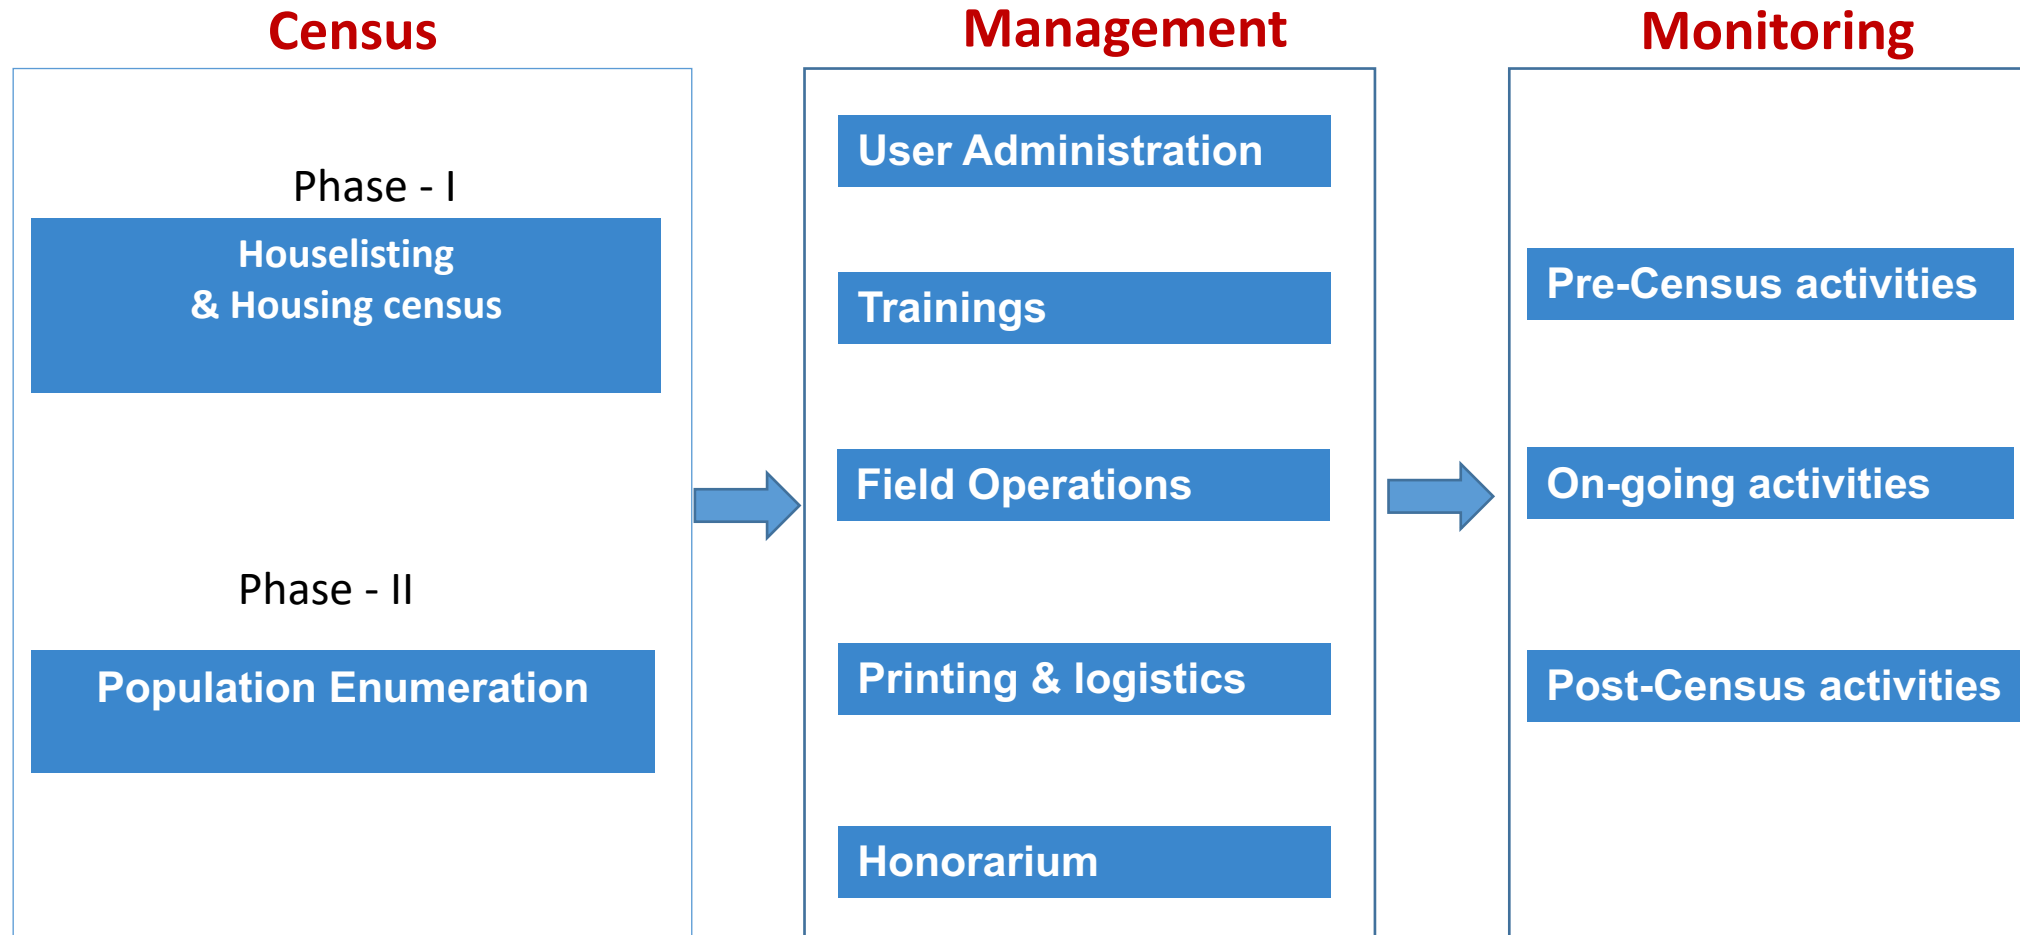 Census
Phase - I
Houselisting
& Housing census
Phase - II
Population Enumeration
Management
User Administration
Trainings
Field Operations
Printing & logistics
Honorarium
Monitoring
Pre-Census activities
On-going activities
Post-Census activities